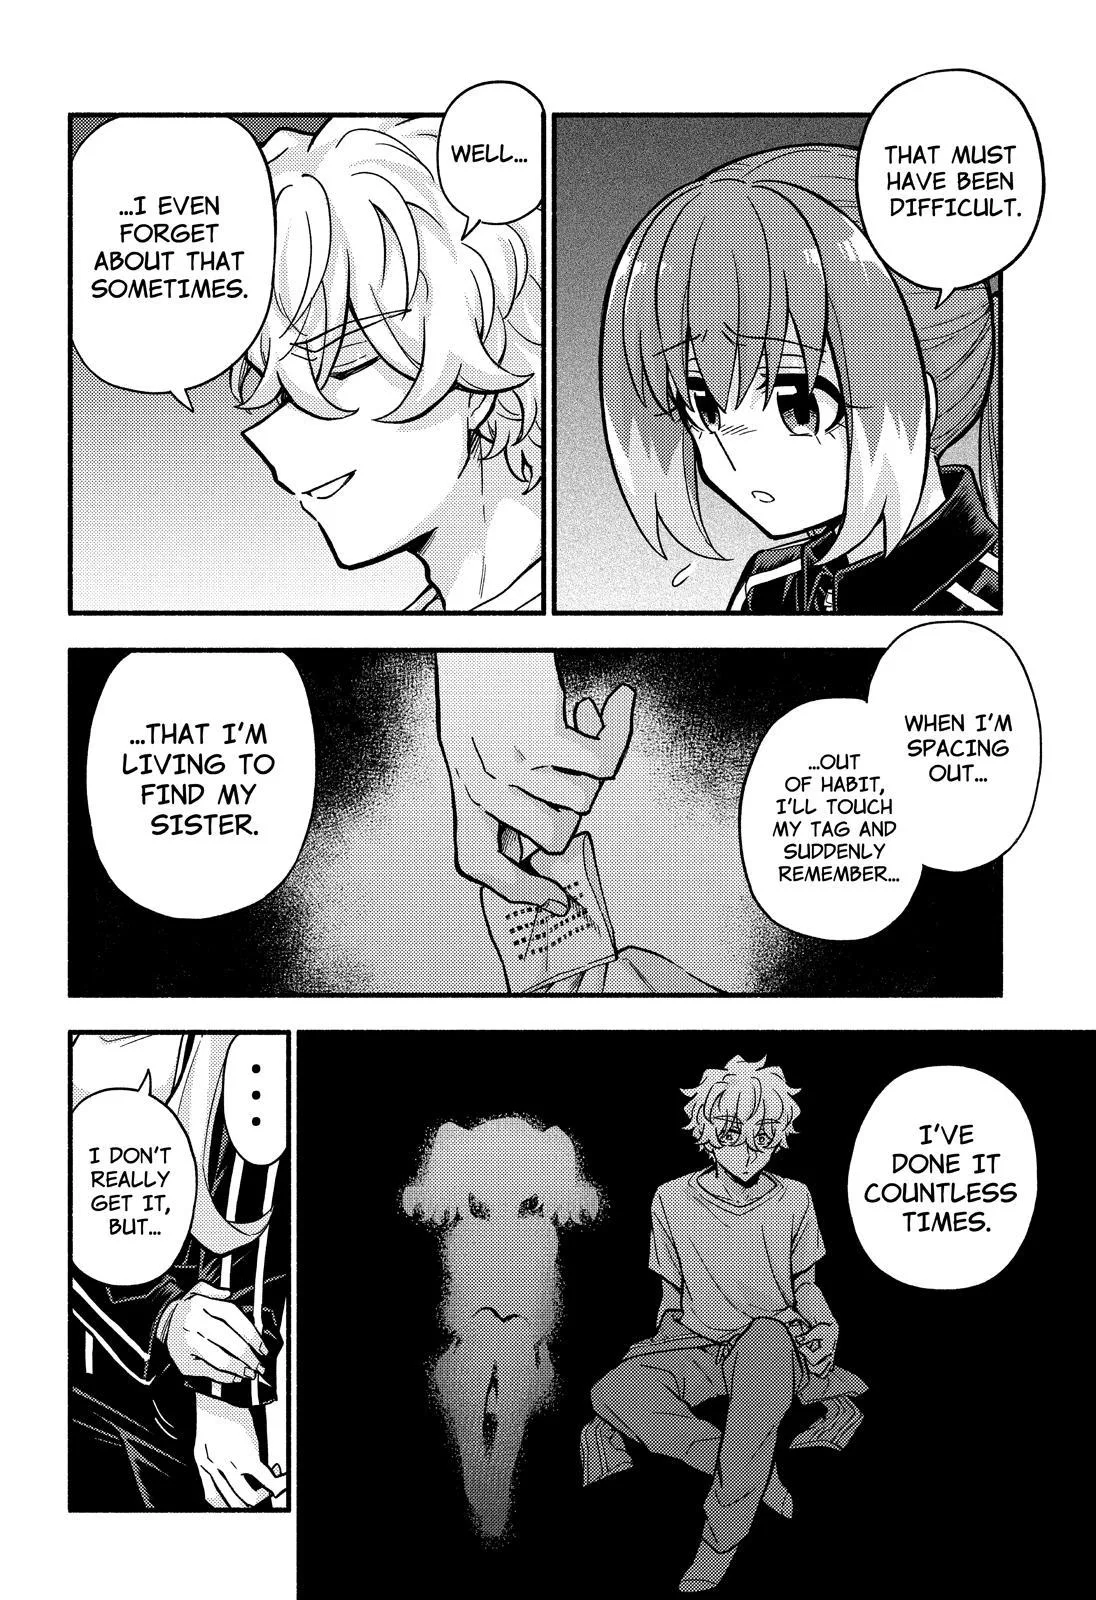 THAT MUST
HAVE BEEN
DIFFICULT.
WELL...
...I EVEN
FORGET
ABOUT THAT
SOMETIMES.
WHEN I'M
SPACING
OUT...
...OUT
OF HABIT,
I'LL TOUCH
MY TAG AND
SUDDENLY
REMEMBER...
...THAT I'M
LIVING TO
FIND MY
SISTER.
I'VE
DONE IT
COUNTLESS
TIMES.
...
I DON'T
REALLY
GET IT,
BUT...